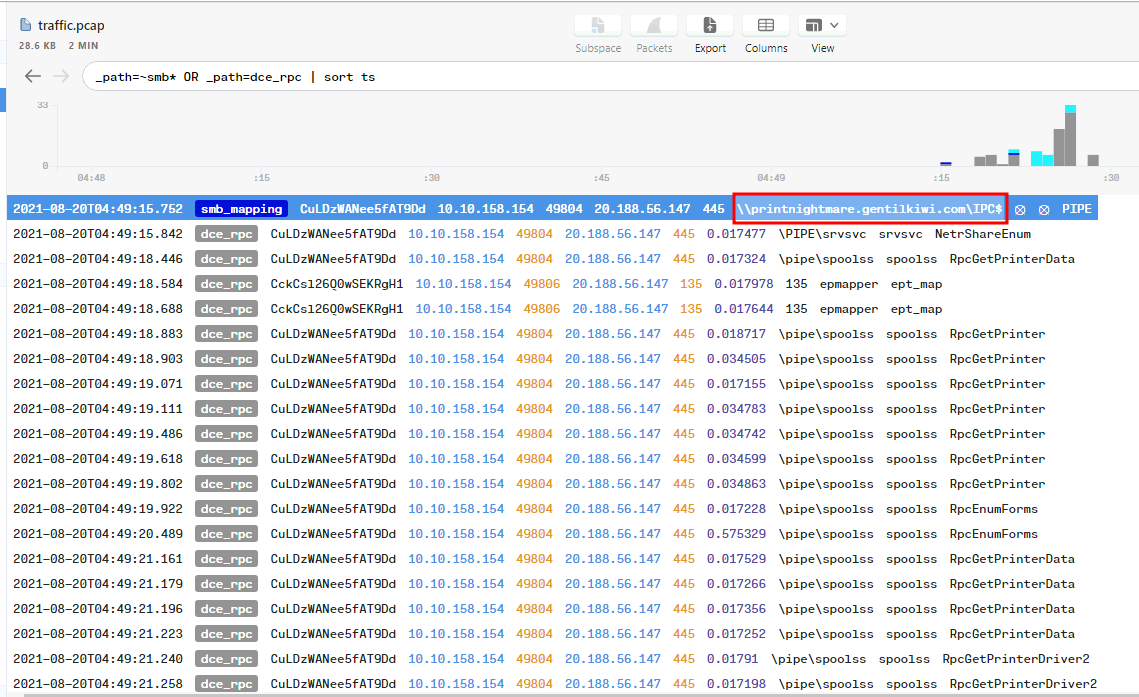 traffic.pcap
28.6 KB 2 MIN
Subspace Packets Export Columns View
_path=~smb* OR _path=dce_rpc | sort ts
33
0
04:48 :15 :30 :45 04:49 :15 :30
2021-08-20T04:49:15.752 smb_mapping CuLDzWANee5fAT9Dd 10.10.158.154 49804 20.188.56.147 445 \\printnightmare.gentilkiwi.com\IPC$ PIPE
2021-08-20T04:49:15.842 dce_rpc CuLDzWANee5fAT9Dd 10.10.158.154 49804 20.188.56.147 445 0.017477 \PIPE\srvsvc srvsvc NetrShareEnum
2021-08-20T04:49:18.446 dce_rpc CuLDzWANee5fAT9Dd 10.10.158.154 49804 20.188.56.147 445 0.017324 \pipe\spoolss spoolss RpcGetPrinterData
2021-08-20T04:49:18.584 dce_rpc CckCsl26Q0wSEKRgH1 10.10.158.154 49806 20.188.56.147 135 0.017978 135 epmapper ept_map
2021-08-20T04:49:18.688 dce_rpc CckCsl26Q0wSEKRgH1 10.10.158.154 49806 20.188.56.147 135 0.017644 135 epmapper ept_map
2021-08-20T04:49:18.883 dce_rpc CuLDzWANee5fAT9Dd 10.10.158.154 49804 20.188.56.147 445 0.018717 \pipe\spoolss spoolss RpcGetPrinter
2021-08-20T04:49:18.903 dce_rpc CuLDzWANee5fAT9Dd 10.10.158.154 49804 20.188.56.147 445 0.034505 \pipe\spoolss spoolss RpcGetPrinter
2021-08-20T04:49:19.071 dce_rpc CuLDzWANee5fAT9Dd 10.10.158.154 49804 20.188.56.147 445 0.017155 \pipe\spoolss spoolss RpcGetPrinter
2021-08-20T04:49:19.111 dce_rpc CuLDzWANee5fAT9Dd 10.10.158.154 49804 20.188.56.147 445 0.034783 \pipe\spoolss spoolss RpcGetPrinter
2021-08-20T04:49:19.486 dce_rpc CuLDzWANee5fAT9Dd 10.10.158.154 49804 20.188.56.147 445 0.034742 \pipe\spoolss spoolss RpcGetPrinter
2021-08-20T04:49:19.618 dce_rpc CuLDzWANee5fAT9Dd 10.10.158.154 49804 20.188.56.147 445 0.034599 \pipe\spoolss spoolss RpcGetPrinter
2021-08-20T04:49:19.802 dce_rpc CuLDzWANee5fAT9Dd 10.10.158.154 49804 20.188.56.147 445 0.034863 \pipe\spoolss spoolss RpcGetPrinter
2021-08-20T04:49:19.922 dce_rpc CuLDzWANee5fAT9Dd 10.10.158.154 49804 20.188.56.147 445 0.017228 \pipe\spoolss spoolss RpcEnumForms
2021-08-20T04:49:20.489 dce_rpc CuLDzWANee5fAT9Dd 10.10.158.154 49804 20.188.56.147 445 0.575329 \pipe\spoolss spoolss RpcEnumForms
2021-08-20T04:49:21.161 dce_rpc CuLDzWANee5fAT9Dd 10.10.158.154 49804 20.188.56.147 445 0.017529 \pipe\spoolss spoolss RpcGetPrinterData
2021-08-20T04:49:21.179 dce_rpc CuLDzWANee5fAT9Dd 10.10.158.154 49804 20.188.56.147 445 0.017266 \pipe\spoolss spoolss RpcGetPrinterData
2021-08-20T04:49:21.196 dce_rpc CuLDzWANee5fAT9Dd 10.10.158.154 49804 20.188.56.147 445 0.017356 \pipe\spoolss spoolss RpcGetPrinterData
2021-08-20T04:49:21.223 dce_rpc CuLDzWANee5fAT9Dd 10.10.158.154 49804 20.188.56.147 445 0.017252 \pipe\spoolss spoolss RpcGetPrinterData
2021-08-20T04:49:21.240 dce_rpc CuLDzWANee5fAT9Dd 10.10.158.154 49804 20.188.56.147 445 0.01791 \pipe\spoolss spoolss RpcGetPrinterDriver2
2021-08-20T04:49:21.258 dce_rpc CuLDzWANee5fAT9Dd 10.10.158.154 49804 20.188.56.147 445 0.017198 \pipe\spoolss spoolss RpcGetPrinterDriver2